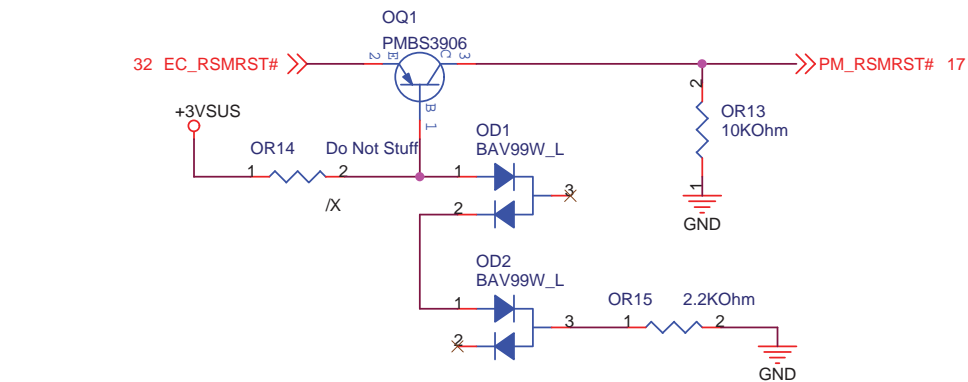 OQ1
PMBS3906
2 E C 3
32 EC_RSMRST# PM_RSMRST# 17
B 1
2
OR13
10KOhm
1
GND
+3VSUS
OR14 Do Not Stuff
1 2
/X
OD1
BAV99W_L
1
2
3
OD2
BAV99W_L
1
2
3
OR15 2.2KOhm
1 2
GND